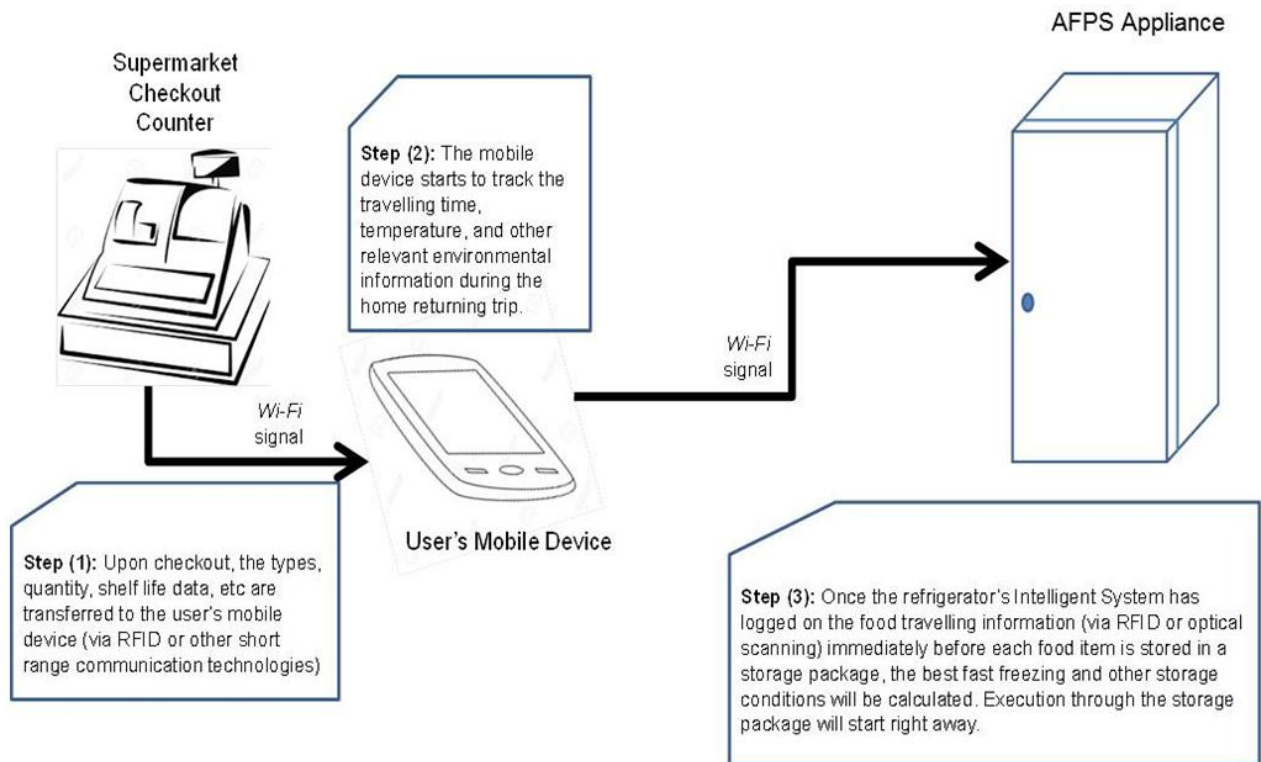 AFPS Appliance
Supermarket
Checkout
Counter
Step (2): The mobile
device starts to track the
travelling time,
temperature, and other
relevant environmental
information during the
home returning trip.
Wi-Fi
signal
Wi-Fi
signal
User's Mobile Device
Step (1): Upon checkout, the types,
quantity, shelf life data, etc are
transferred to the user's mobile
device (via RFID or other short
range communication technologies)
Step (3): Once the refrigerator's Intelligent System has
logged on the food travelling information (via RFID or optical
scanning) immediately before each food item is stored in a
storage package, the best fast freezing and other storage
conditions will be calculated. Execution through the storage
package will start right away.